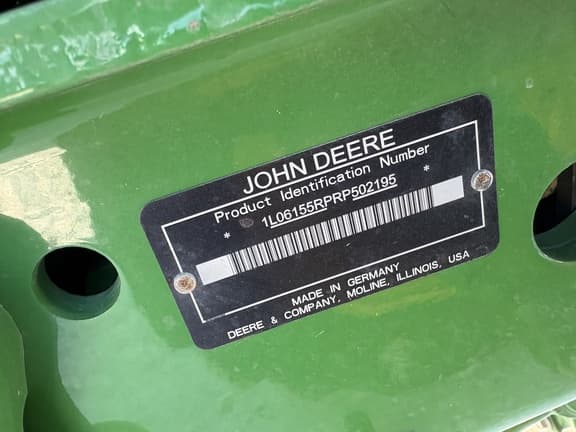 JOHN DEERE
Product Identification Number
* 1L06155RPRP502195 *
MADE IN GERMANY
DEERE & COMPANY, MOLINE, ILLINOIS, USA